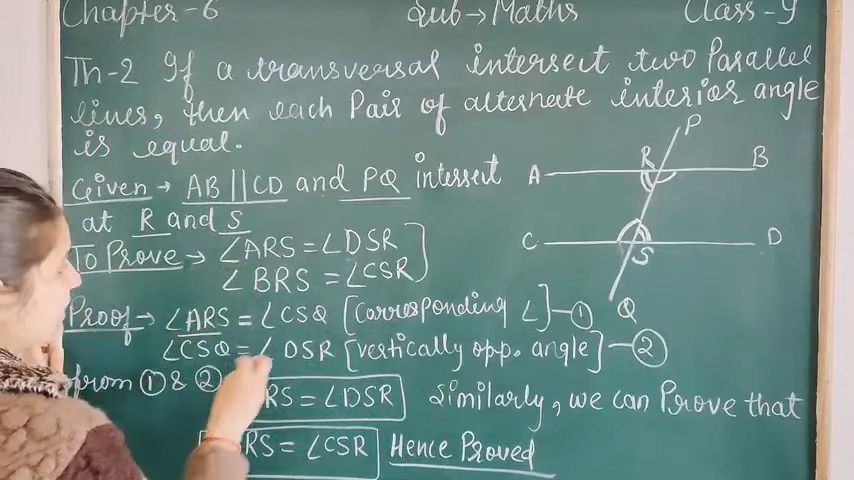 Chapter-6 Sub→Maths Class-9
Th-2 If a transversal intersect two Parallel
lines, then each Pair of alternate interior angle
is equal.
Given → AB || CD and PQ intersect
at R and S
To Prove → ∠ARS = ∠DSR
∠BRS = ∠CSR
Proof → ∠ARS = ∠CSQ [Corresponding ∠] — ①
∠CSQ = ∠DSR [vertically opp. angle] — ②
from ① & ②
RS = ∠DSR Similarly, we can Prove that
RS = ∠CSR Hence Proved
P
R
A B
C D
S
Q